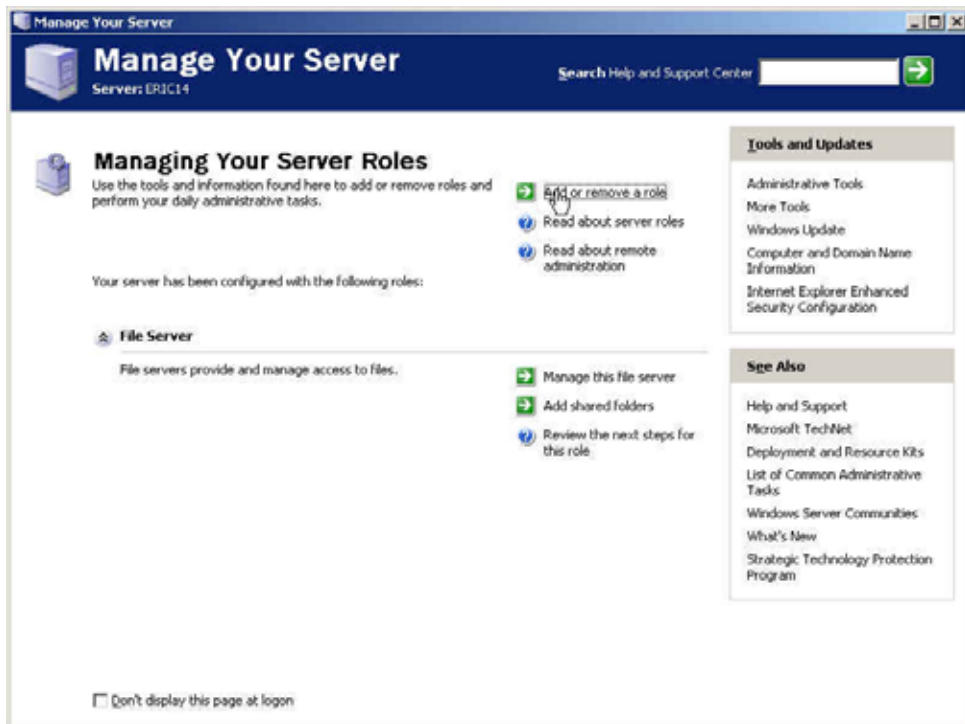 Manage Your Server
Manage Your Server
Server: ERIC14
Search Help and Support Center
Managing Your Server Roles
Use the tools and information found here to add or remove roles and
perform your daily administrative tasks.
Add or remove a role
Read about server roles
Read about remote
administration
Your server has been configured with the following roles:
File Server
File servers provide and manage access to files.
Manage this file server
Add shared folders
Review the next steps for
this role
Tools and Updates
Administrative Tools
More Tools
Windows Update
Computer and Domain Name
Information
Internet Explorer Enhanced
Security Configuration
See Also
Help and Support
Microsoft TechNet
Deployment and Resource Kits
List of Common Administrative
Tasks
Windows Server Communities
What's New
Strategic Technology Protection
Program
Don't display this page at logon